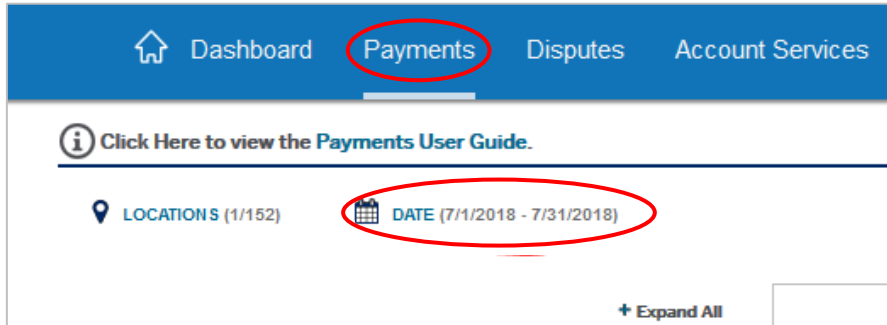 Dashboard Payments Disputes Account Services
Click Here to view the Payments User Guide.
LOCATIONS (1/152) DATE (7/1/2018 - 7/31/2018)
+ Expand All